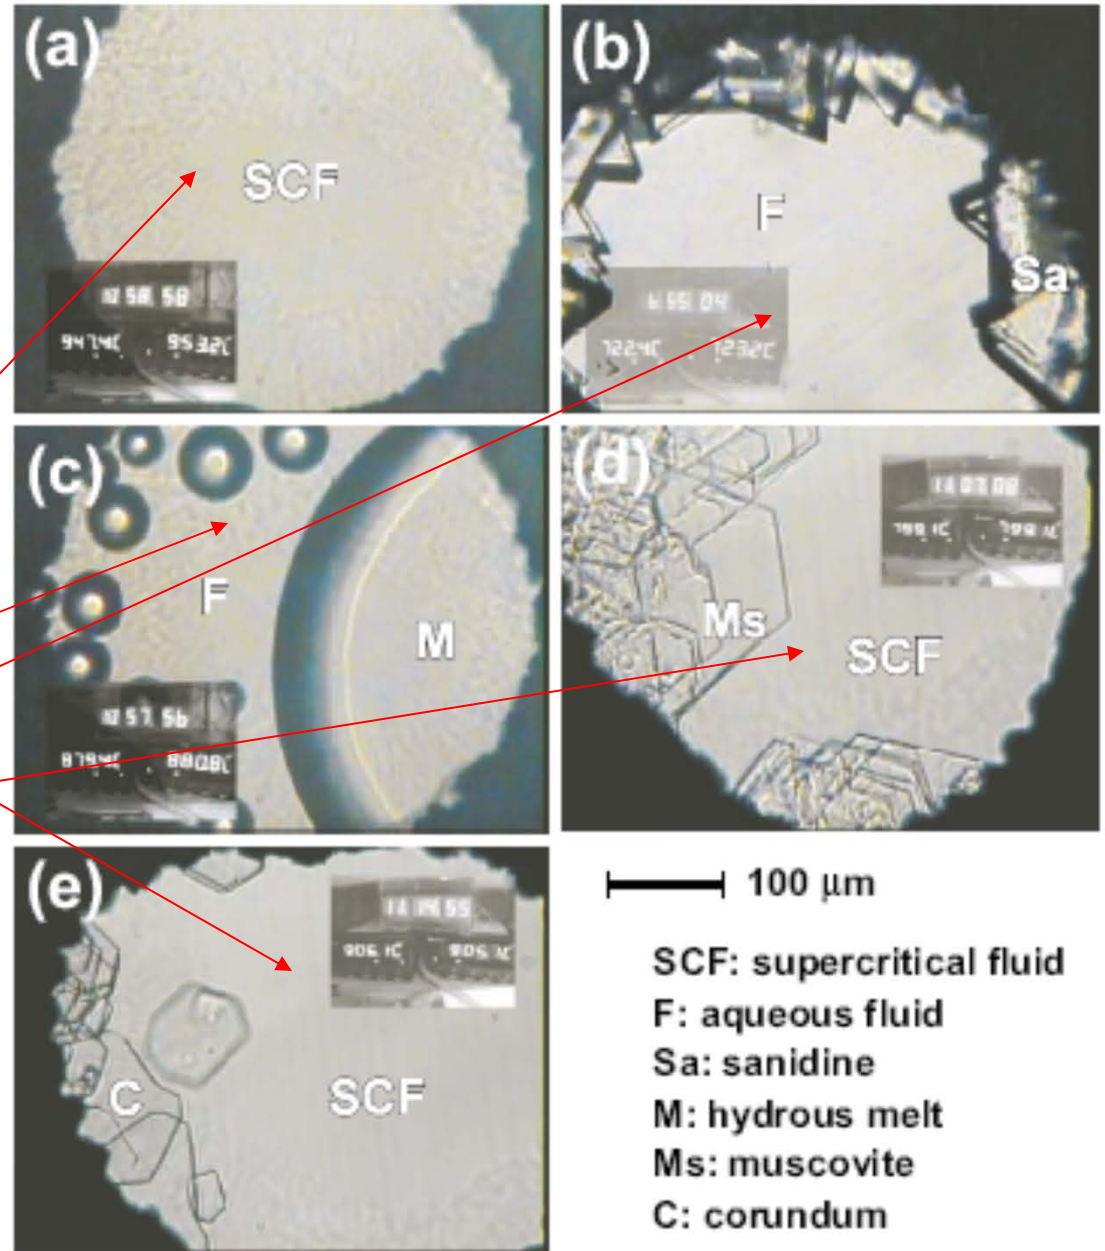 (a)
SCF
(b)
F
Sa
(c)
F
M
(d)
Ms
SCF
(e)
C
SCF
100 μm
SCF: supercritical fluid
F: aqueous fluid
Sa: sanidine
M: hydrous melt
Ms: muscovite
C: corundum